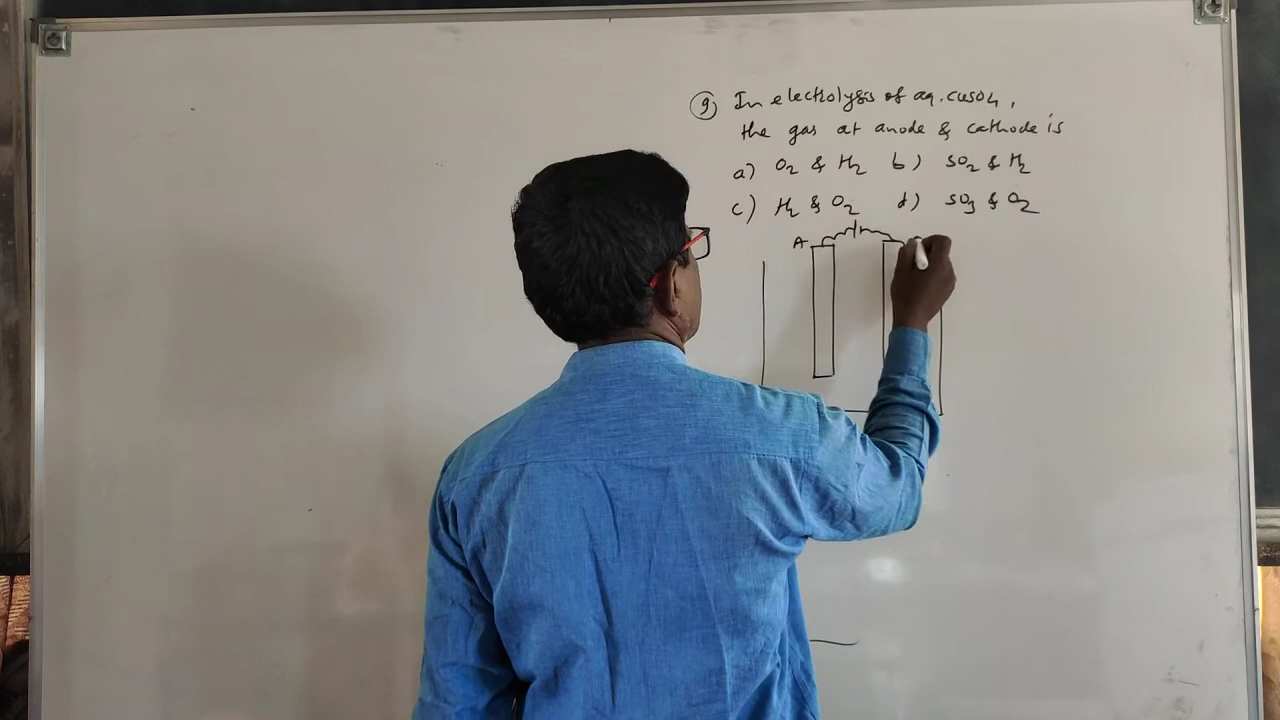 9) In electrolysis of aq. CuSO4,
the gas at anode & cathode is
a) O2 & H2 b) SO2 & H2
c) H2 & O2 d) SO3 & O2
A